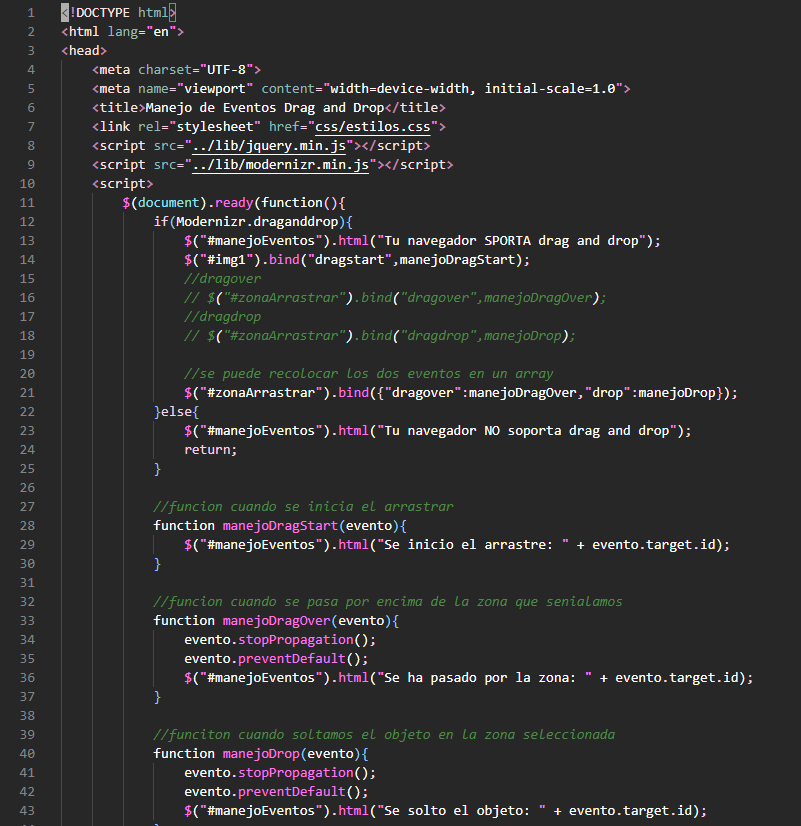 1 <!DOCTYPE html>
2 <html lang="en">
3 <head>
4 <meta charset="UTF-8">
5 <meta name="viewport" content="width=device-width, initial-scale=1.0">
6 <title>Manejo de Eventos Drag and Drop</title>
7 <link rel="stylesheet" href="css/estilos.css">
8 <script src="../lib/jquery.min.js"></script>
9 <script src="../lib/modernizr.min.js"></script>
10 <script>
11 $(document).ready(function(){
12 if(Modernizr.draganddrop){
13 $("#manejoEventos").html("Tu navegador SPORTA drag and drop");
14 $("#img1").bind("dragstart",manejoDragStart);
15 //dragover
16 // $("#zonaArrastrar").bind("dragover",manejoDragOver);
17 //dragdrop
18 // $("#zonaArrastrar").bind("dragdrop",manejoDrop);
19
20 //se puede recolocar los dos eventos en un array
21 $("#zonaArrastrar").bind({"dragover":manejoDragOver,"drop":manejoDrop});
22 }else{
23 $("#manejoEventos").html("Tu navegador NO soporta drag and drop");
24 return;
25 }
26
27 //funcion cuando se inicia el arrastrar
28 function manejoDragStart(evento){
29 $("#manejoEventos").html("Se inicio el arrastre: " + evento.target.id);
30 }
31
32 //funcion cuando se pasa por encima de la zona que senialamos
33 function manejoDragOver(evento){
34 evento.stopPropagation();
35 evento.preventDefault();
36 $("#manejoEventos").html("Se ha pasado por la zona: " + evento.target.id);
37 }
38
39 //funciton cuando soltamos el objeto en la zona seleccionada
40 function manejoDrop(evento){
41 evento.stopPropagation();
42 evento.preventDefault();
43 $("#manejoEventos").html("Se solto el objeto: " + evento.target.id);